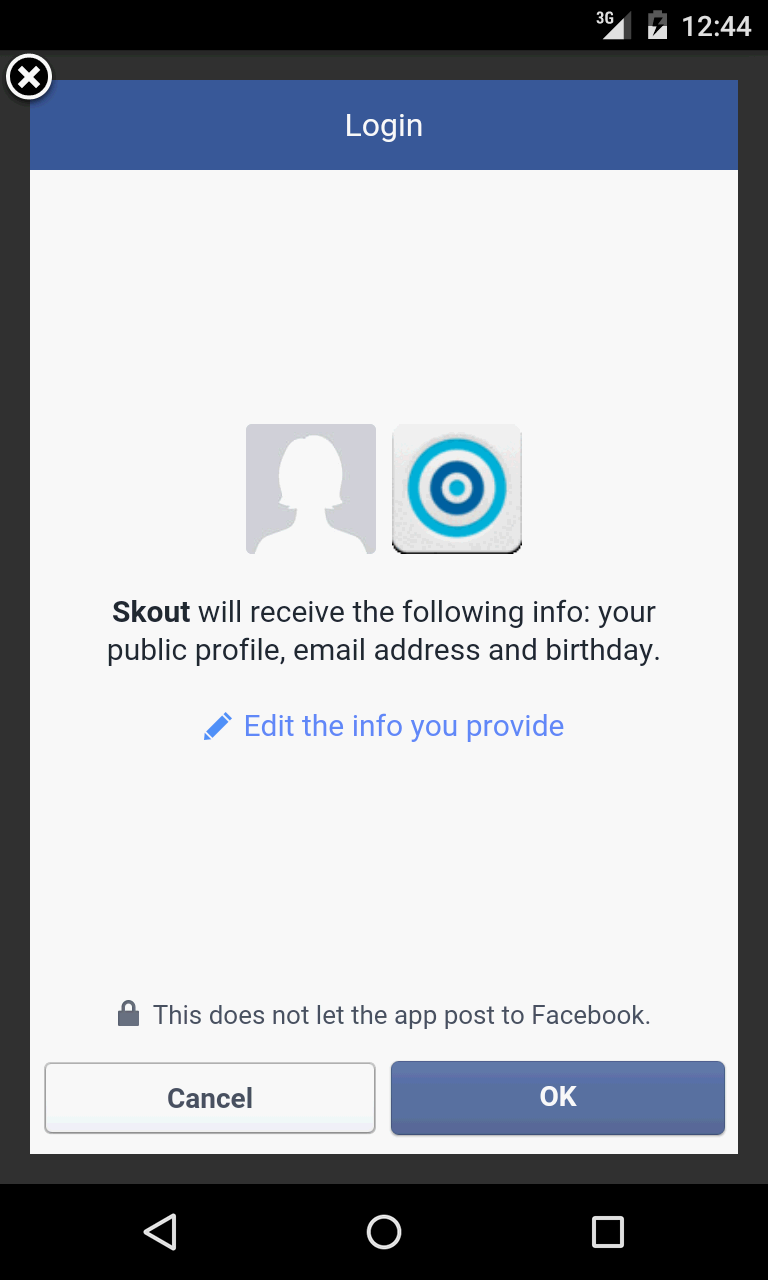 3G 12:44
Login
Skout will receive the following info: your
public profile, email address and birthday.
Edit the info you provide
This does not let the app post to Facebook.
Cancel
OK